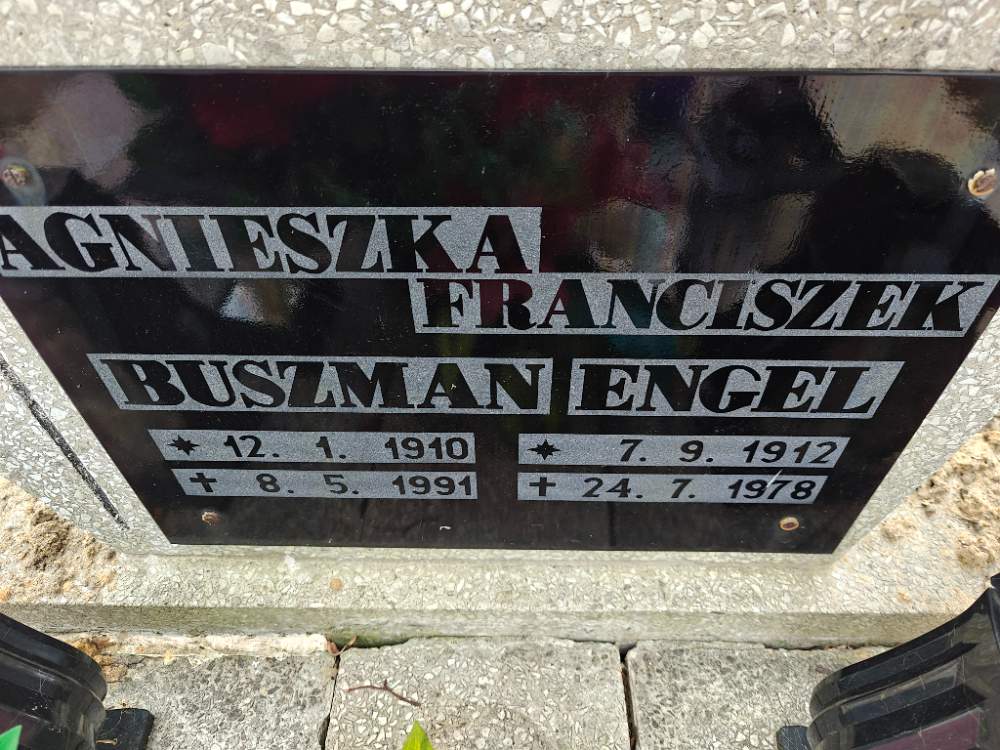 AGNIESZKA
FRANCISZEK
BUSZMAN ENGEL
* 12. 1. 1910 * 7. 9. 1912
✝ 8. 5. 1991 ✝ 24. 7. 1978